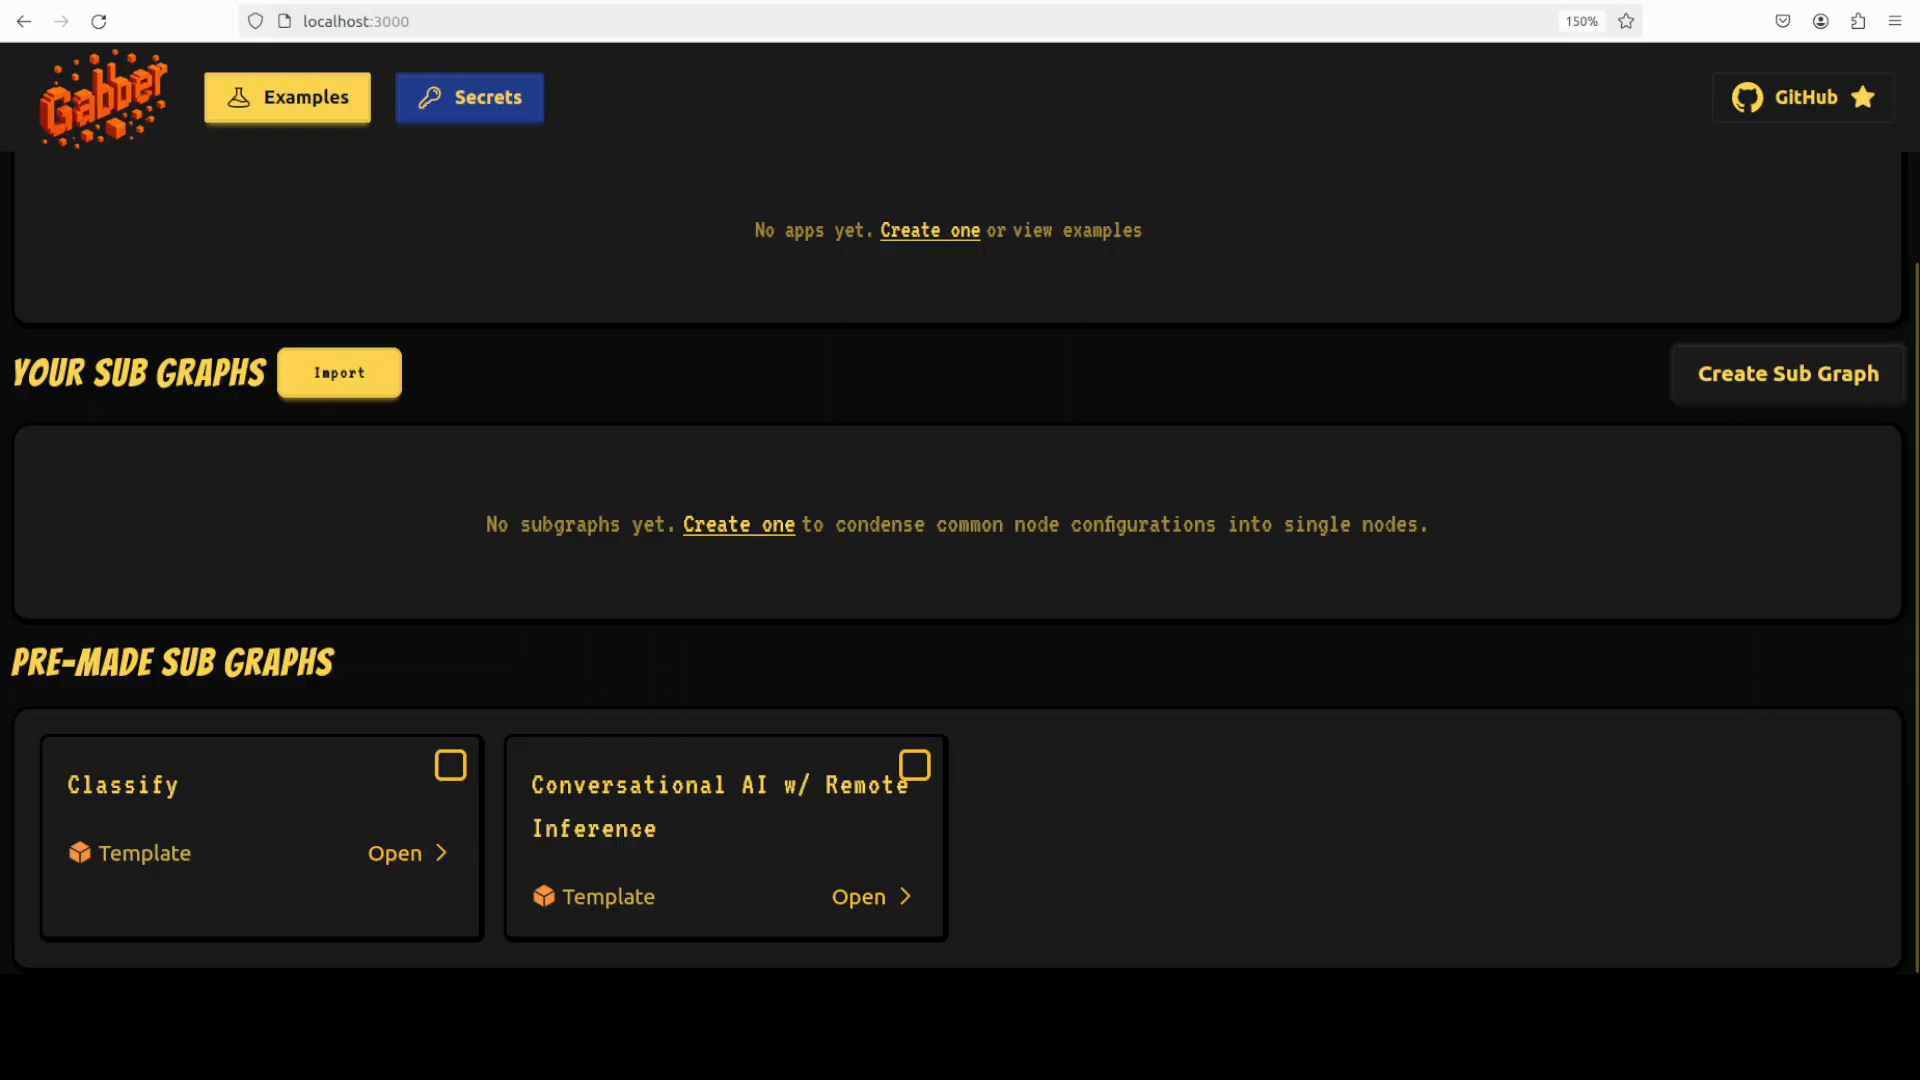 localhost:3000
150%
Gabber
Examples
Secrets
GitHub
No apps yet. Create one or view examples
YOUR SUB GRAPHS
Import
Create Sub Graph
No subgraphs yet. Create one to condense common node configurations into single nodes.
PRE-MADE SUB GRAPHS
Classify
Template
Open
Conversational AI w/ Remote
Inference
Template
Open